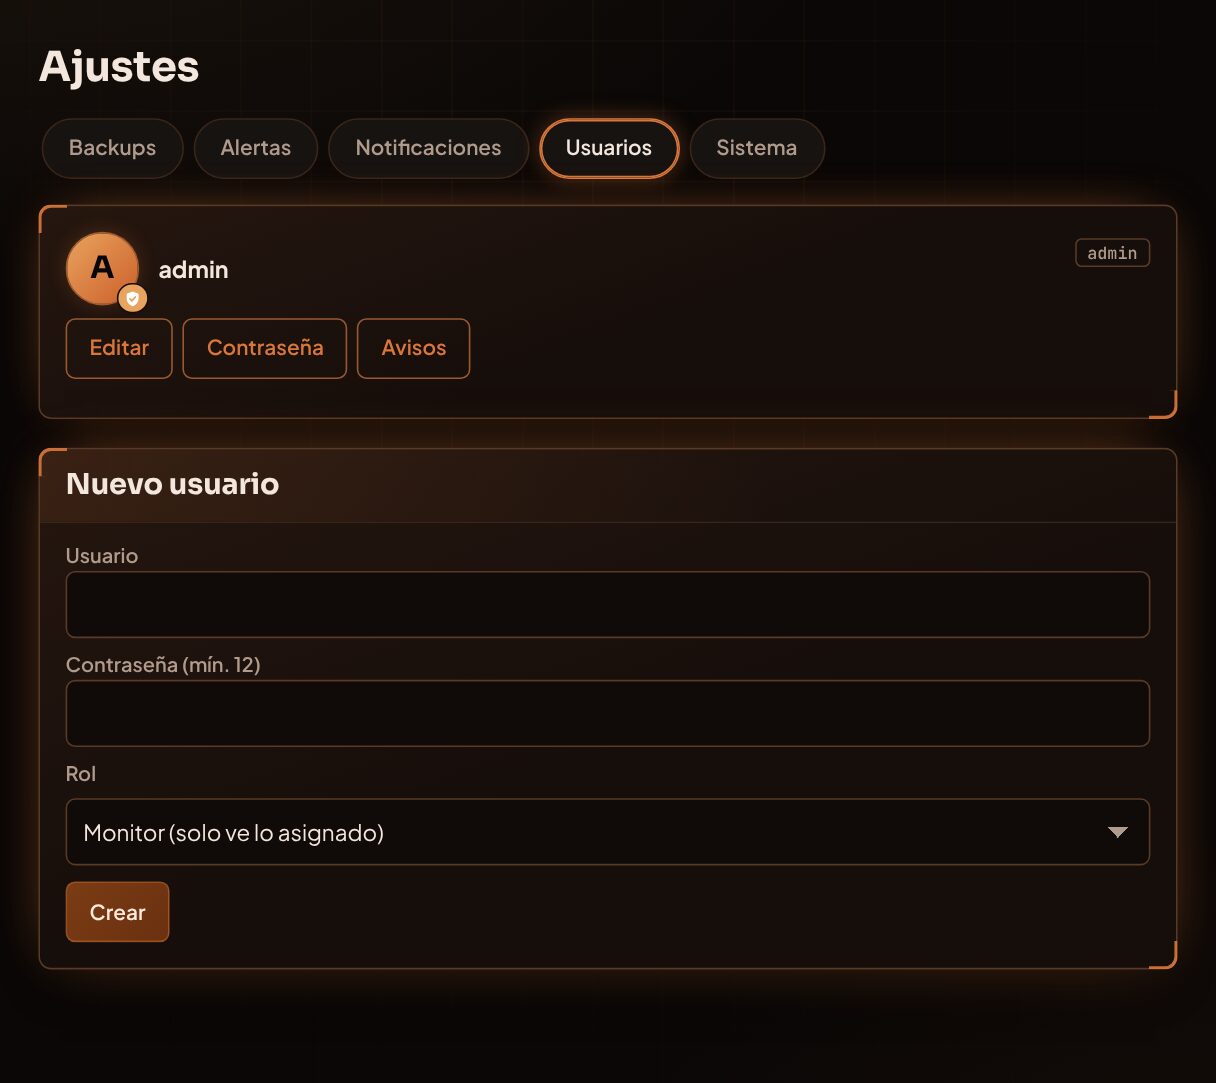 Ajustes
Backups Alertas Notificaciones Usuarios Sistema
A admin admin
Editar Contraseña Avisos
Nuevo usuario
Usuario
Contraseña (mín. 12)
Rol
Monitor (solo ve lo asignado)
Crear